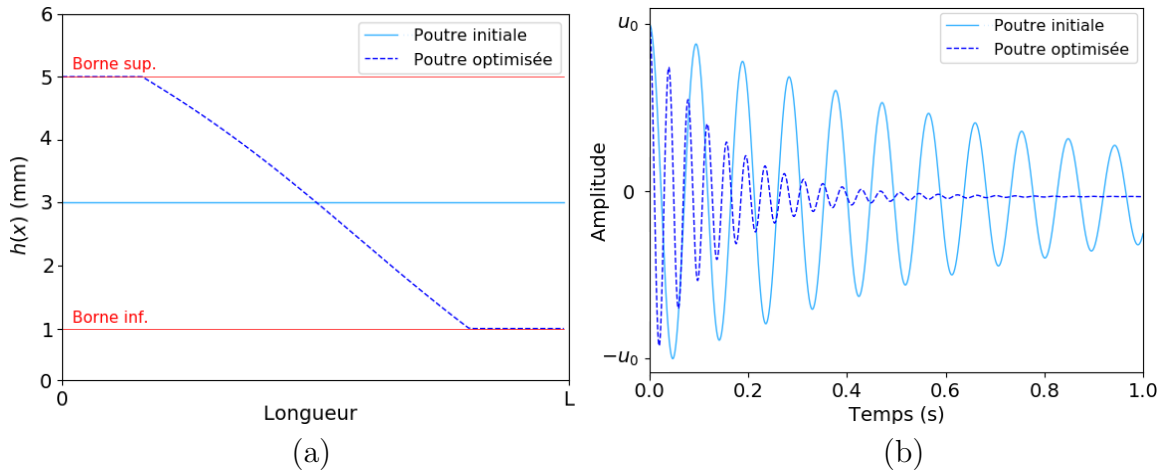 6
5
4
3
2
1
0
h(x) (mm)
Borne sup.
Borne inf.
Poutre initiale
Poutre optimisée
0
L
Longueur
(a)
u₀
0
−u₀
Amplitude
Poutre initiale
Poutre optimisée
0.0
0.2
0.4
0.6
0.8
1.0
Temps (s)
(b)